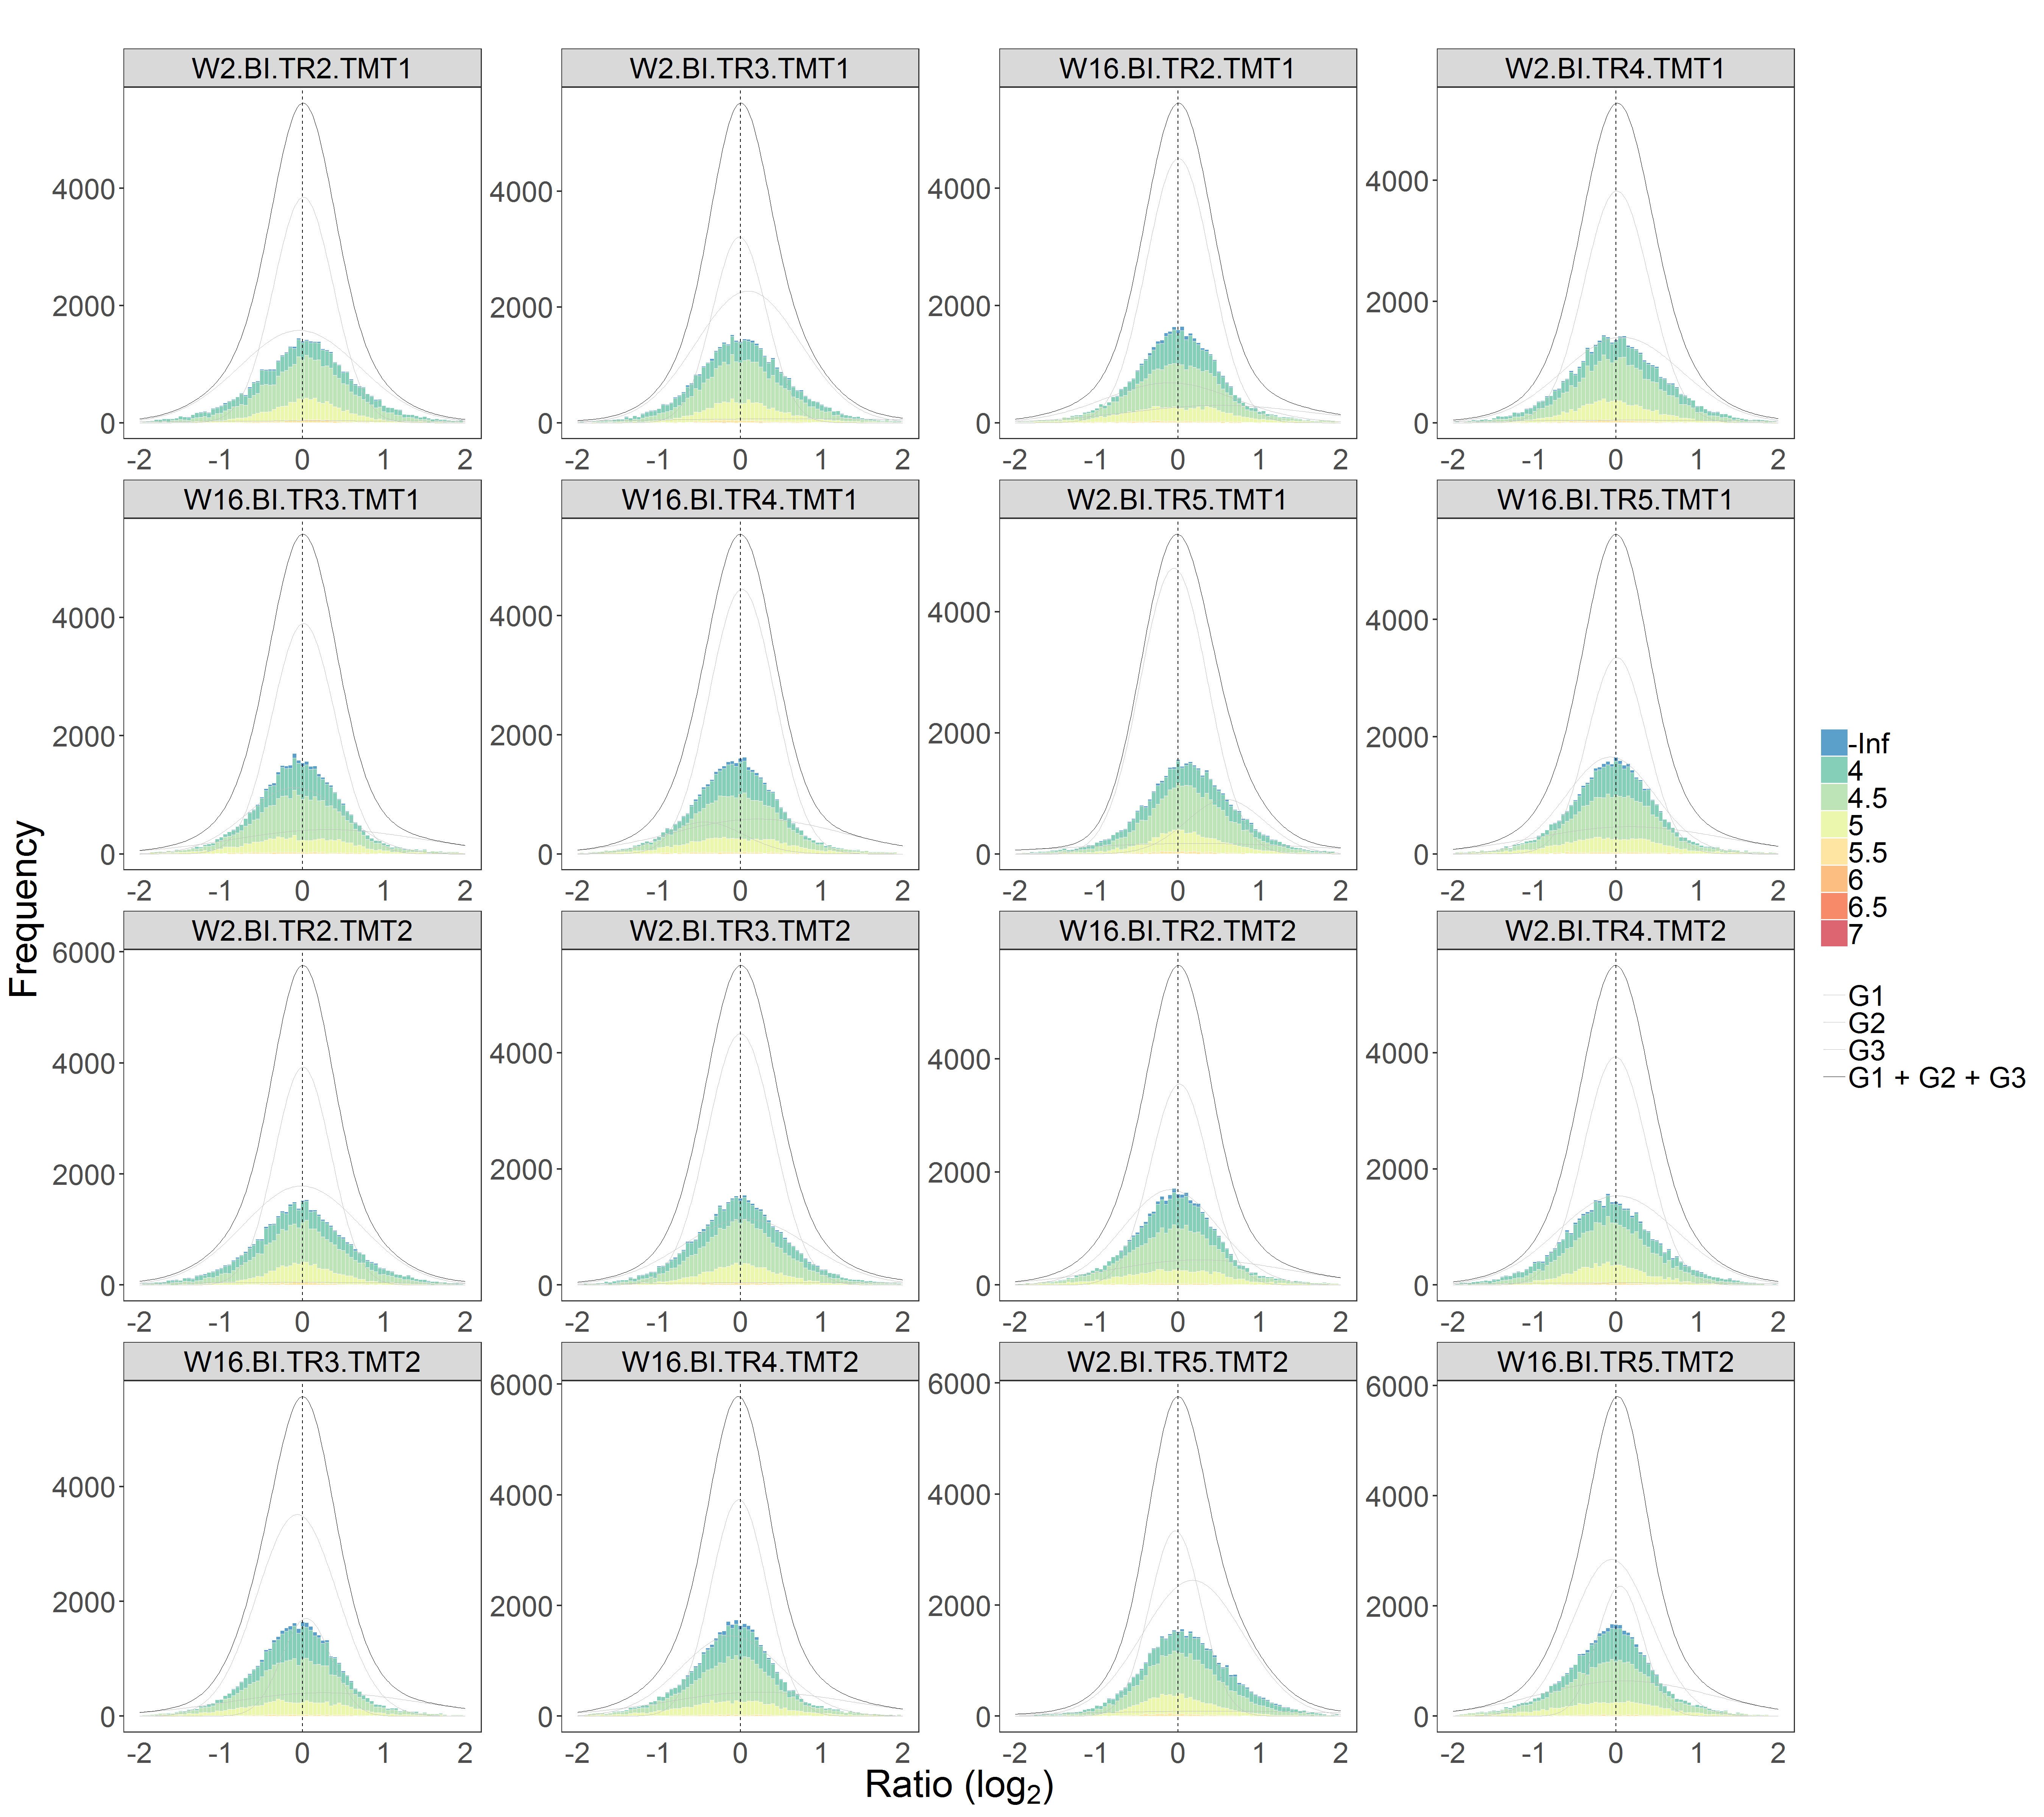 W2.BI.TR2.TMT1 W2.BI.TR3.TMT1 W16.BI.TR2.TMT1 W2.BI.TR4.TMT1
4000 4000 4000 4000
2000 2000 2000 2000
0 0 0 0
-2 -1 0 1 2 -2 -1 0 1 2 -2 -1 0 1 2 -2 -1 0 1 2
W16.BI.TR3.TMT1 W16.BI.TR4.TMT1 W2.BI.TR5.TMT1 W16.BI.TR5.TMT1
4000 4000 4000 4000
2000 2000 2000 2000
0 0 0 0
-2 -1 0 1 2 -2 -1 0 1 2 -2 -1 0 1 2 -2 -1 0 1 2
W2.BI.TR2.TMT2 W2.BI.TR3.TMT2 W16.BI.TR2.TMT2 W2.BI.TR4.TMT2
6000
4000 4000 4000 4000
2000 2000 2000 2000
0 0 0 0
-2 -1 0 1 2 -2 -1 0 1 2 -2 -1 0 1 2 -2 -1 0 1 2
W16.BI.TR3.TMT2 W16.BI.TR4.TMT2 W2.BI.TR5.TMT2 W16.BI.TR5.TMT2
6000 6000 6000
4000 4000 4000 4000
2000 2000 2000 2000
0 0 0 0
-2 -1 0 1 2 -2 -1 0 1 2 -2 -1 0 1 2 -2 -1 0 1 2
Frequency
Ratio (log₂)
-Inf
4
4.5
5
5.5
6
6.5
7
G1
G2
G3
G1 + G2 + G3